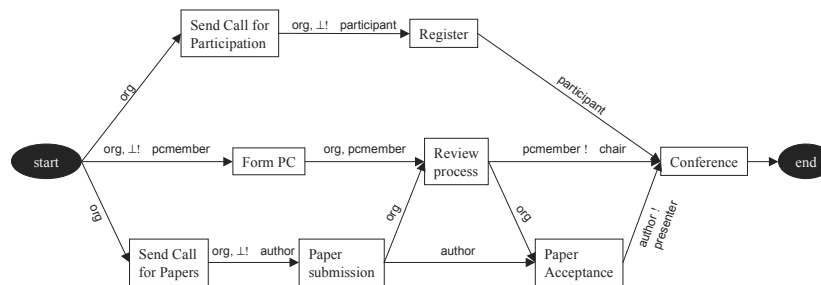 Send Call for
Participation
org, ⊥! participant
Register
org
participant
start
org, ⊥! pcmember
Form PC
org, pcmember
Review
process
pcmember ! chair
Conference
end
org
org
org
author !
presenter
Send Call
for Papers
org, ⊥! author
Paper
submission
author
Paper
Acceptance